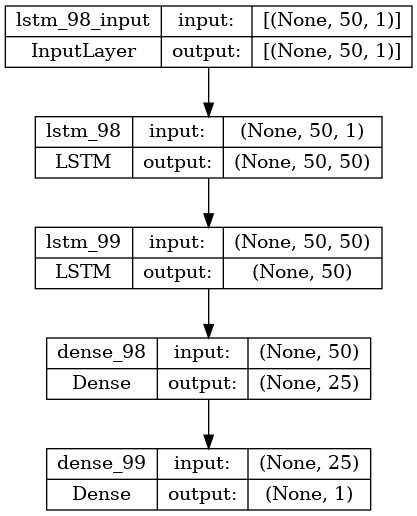 lstm_98_input input: [(None, 50, 1)]
InputLayer output: [(None, 50, 1)]
lstm_98 input: (None, 50, 1)
LSTM output: (None, 50, 50)
lstm_99 input: (None, 50, 50)
LSTM output: (None, 50)
dense_98 input: (None, 50)
Dense output: (None, 25)
dense_99 input: (None, 25)
Dense output: (None, 1)